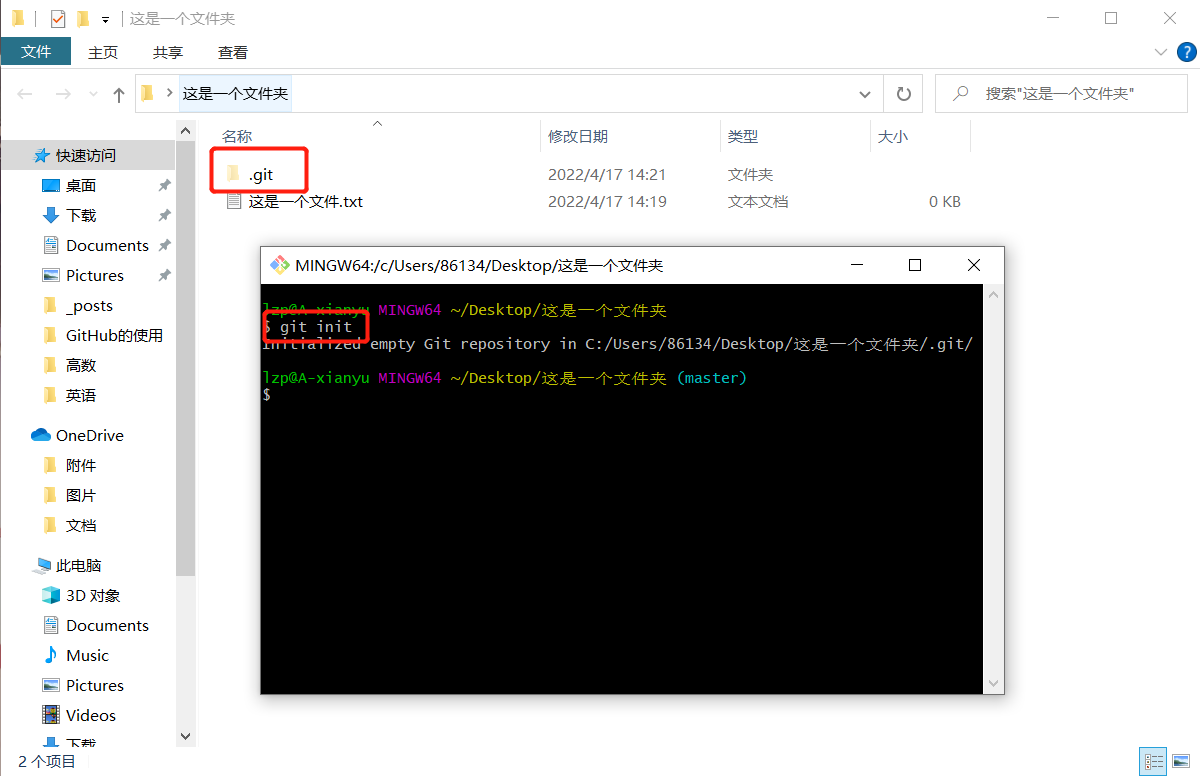 这是一个文件夹
文件 主页 共享 查看
这是一个文件夹 搜索"这是一个文件夹"
名称 修改日期 类型 大小
.git 2022/4/17 14:21 文件夹
这是一个文件.txt 2022/4/17 14:19 文本文档 0 KB
快速访问
桌面
下载
Documents
Pictures
_posts
GitHub的使用
高数
英语
OneDrive
附件
图片
文档
此电脑
3D 对象
Documents
Music
Pictures
Videos
下载
2 个项目
MINGW64:/c/Users/86134/Desktop/这是一个文件夹
lzp@A-xianyu MINGW64 ~/Desktop/这是一个文件夹
$ git init
Initialized empty Git repository in C:/Users/86134/Desktop/这是一个文件夹/.git/
lzp@A-xianyu MINGW64 ~/Desktop/这是一个文件夹 (master)
$